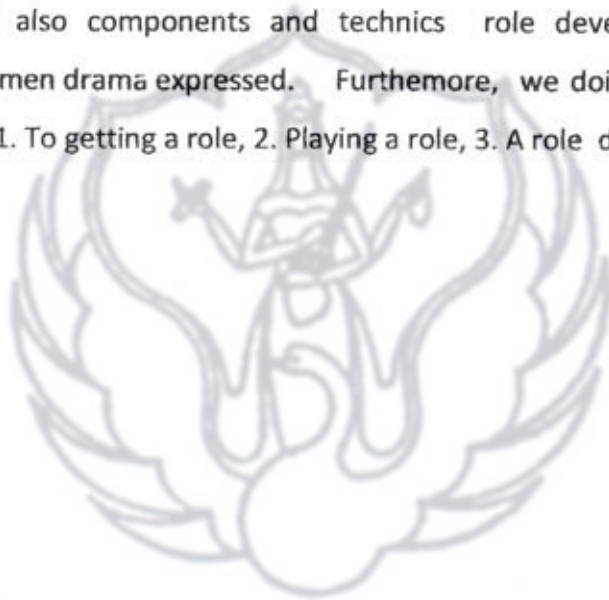 also components and technics role deve
men drama expressed. Furthemore, we doi
1. To getting a role, 2. Playing a role, 3. A role